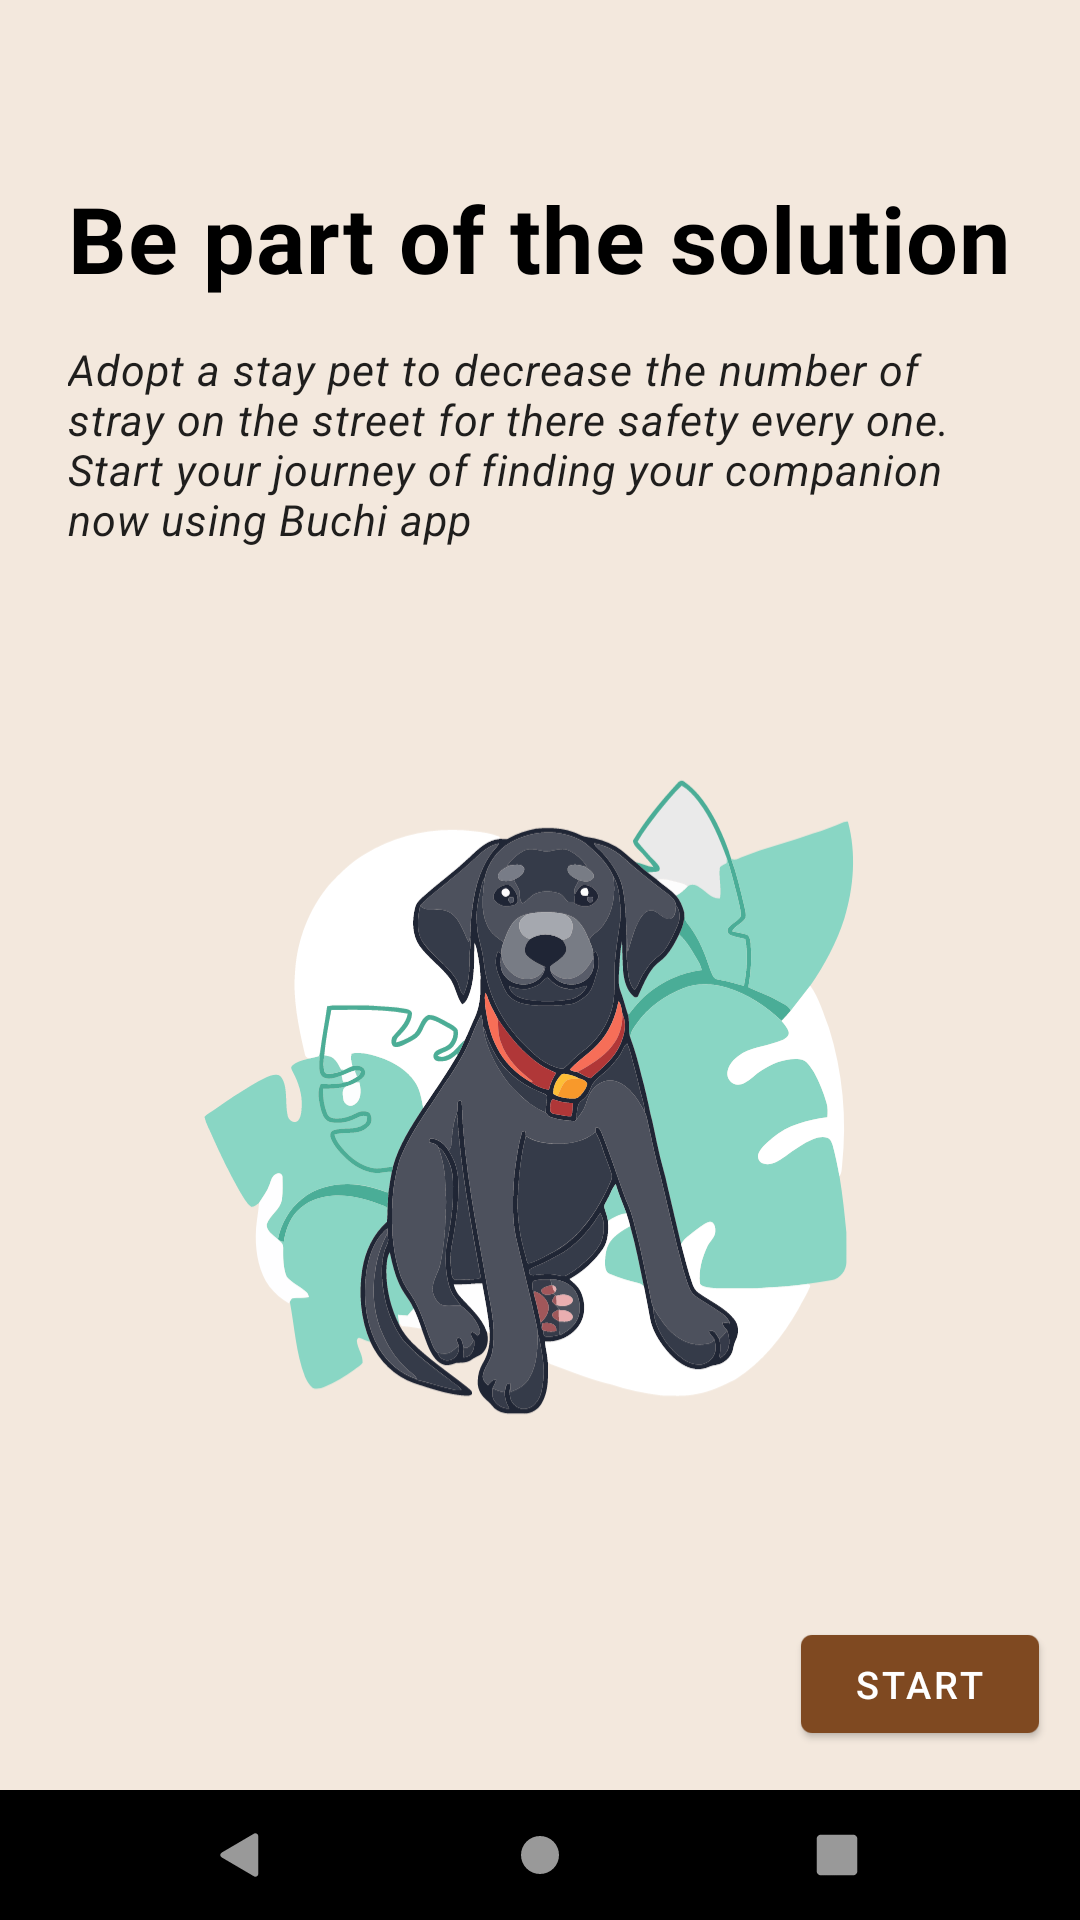 Be part of the solution
Adopt a stay pet to decrease the number of
stray on the street for there safety every one.
Start your journey of finding your companion
now using Buchi app
START